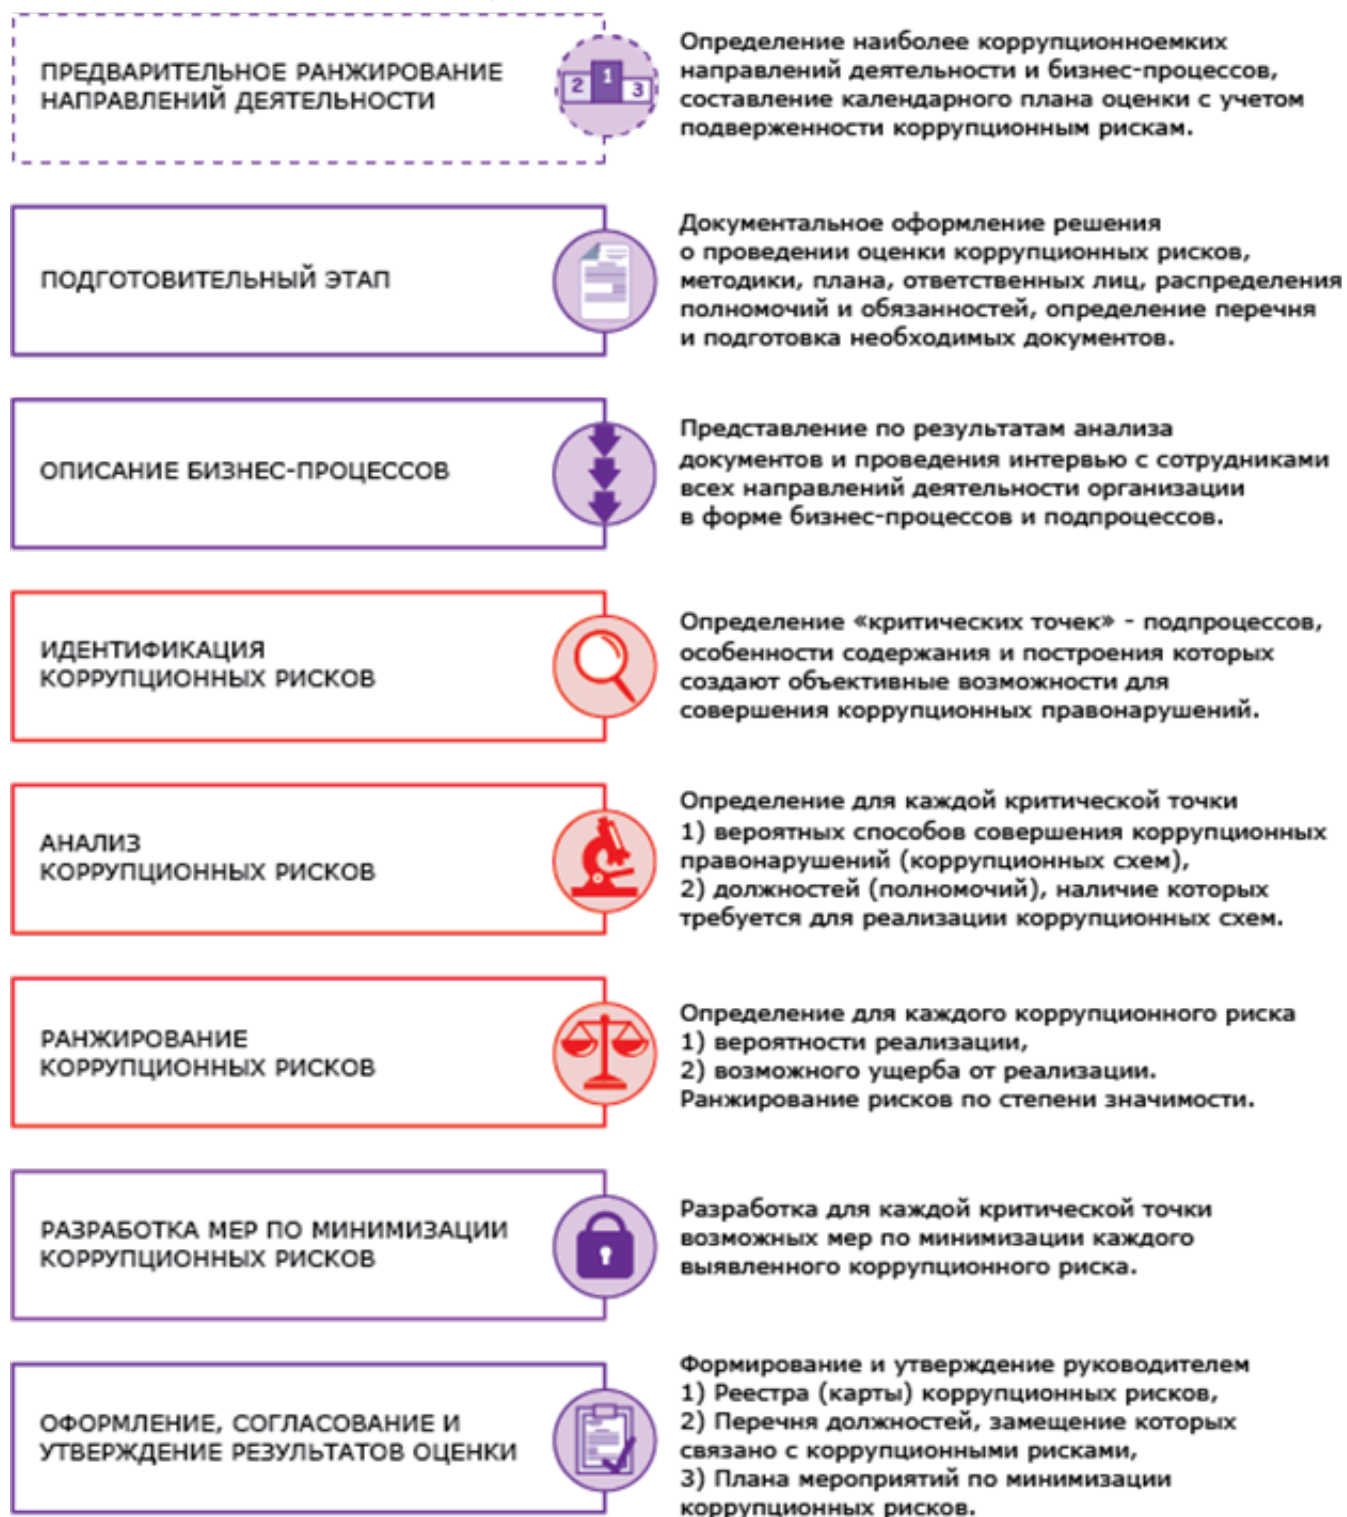 ПРЕДВАРИТЕЛЬНОЕ РАНЖИРОВАНИЕ
НАПРАВЛЕНИЙ ДЕЯТЕЛЬНОСТИ
2 1 3
Определение наиболее коррупционноемких
направлений деятельности и бизнес-процессов,
составление календарного плана оценки с учетом
подверженности коррупционным рискам.
ПОДГОТОВИТЕЛЬНЫЙ ЭТАП
Документальное оформление решения
о проведении оценки коррупционных рисков,
методики, плана, ответственных лиц, распределения
полномочий и обязанностей, определение перечня
и подготовка необходимых документов.
ОПИСАНИЕ БИЗНЕС-ПРОЦЕССОВ
Представление по результатам анализа
документов и проведения интервью с сотрудниками
всех направлений деятельности организации
в форме бизнес-процессов и подпроцессов.
ИДЕНТИФИКАЦИЯ
КОРРУПЦИОННЫХ РИСКОВ
Определение «критических точек» - подпроцессов,
особенности содержания и построения которых
создают объективные возможности для
совершения коррупционных правонарушений.
АНАЛИЗ
КОРРУПЦИОННЫХ РИСКОВ
Определение для каждой критической точки
1) вероятных способов совершения коррупционных
правонарушений (коррупционных схем),
2) должностей (полномочий), наличие которых
требуется для реализации коррупционных схем.
РАНЖИРОВАНИЕ
КОРРУПЦИОННЫХ РИСКОВ
Определение для каждого коррупционного риска
1) вероятности реализации,
2) возможного ущерба от реализации.
Ранжирование рисков по степени значимости.
РАЗРАБОТКА МЕР ПО МИНИМИЗАЦИИ
КОРРУПЦИОННЫХ РИСКОВ
Разработка для каждой критической точки
возможных мер по минимизации каждого
выявленного коррупционного риска.
ОФОРМЛЕНИЕ, СОГЛАСОВАНИЕ И
УТВЕРЖДЕНИЕ РЕЗУЛЬТАТОВ ОЦЕНКИ
Формирование и утверждение руководителем
1) Реестра (карты) коррупционных рисков,
2) Перечня должностей, замещение которых
связано с коррупционными рисками,
3) Плана мероприятий по минимизации
коррупционных рисков.